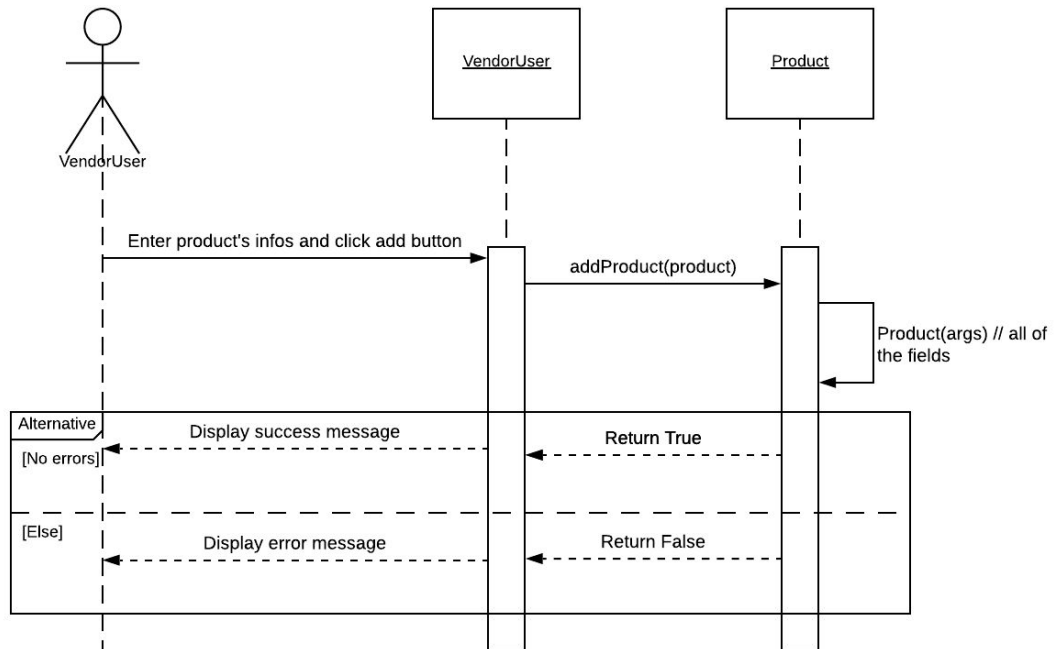 VendorUser
Product
VendorUser
Enter product's infos and click add button
addProduct(product)
Product(args) // all of
the fields
Alternative
[No errors]
Display success message
Return True
[Else]
Display error message
Return False